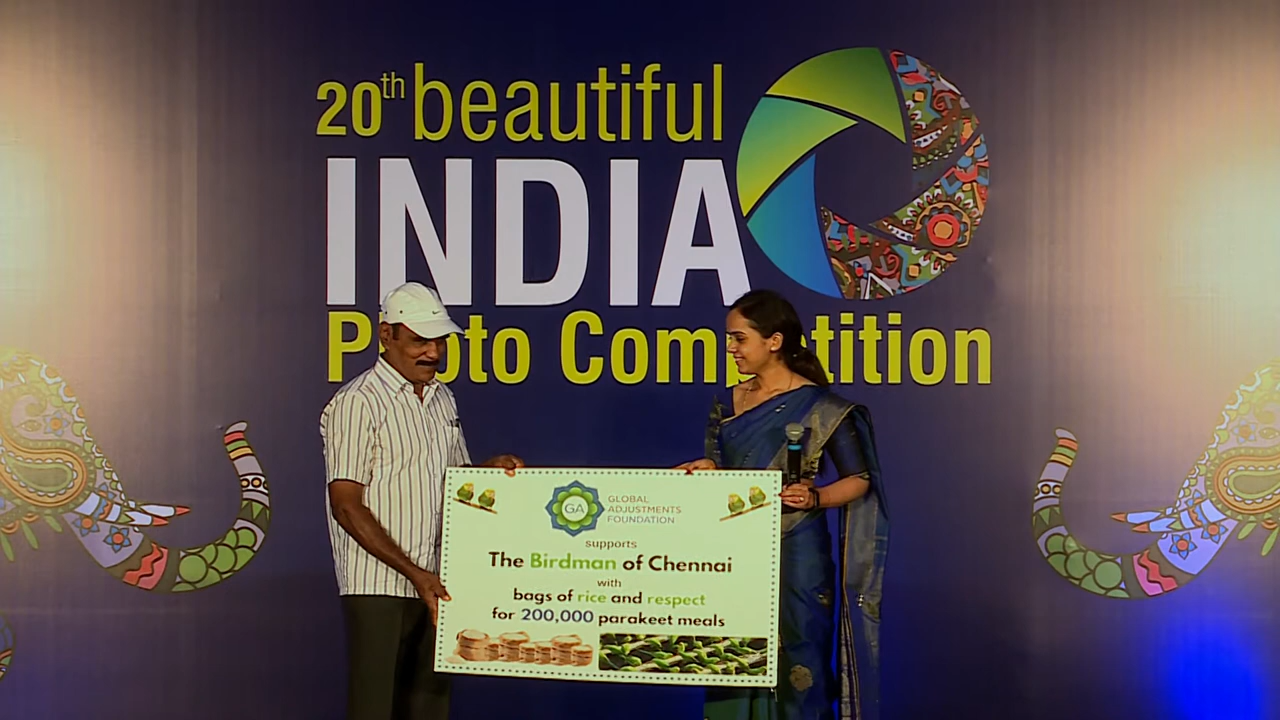 20th beautiful
INDIA
Photo Competition
GA
GLOBAL
ADJUSTMENTS
FOUNDATION
supports
The Birdman of Chennai
with
bags of rice and respect
for 200,000 parakeet meals